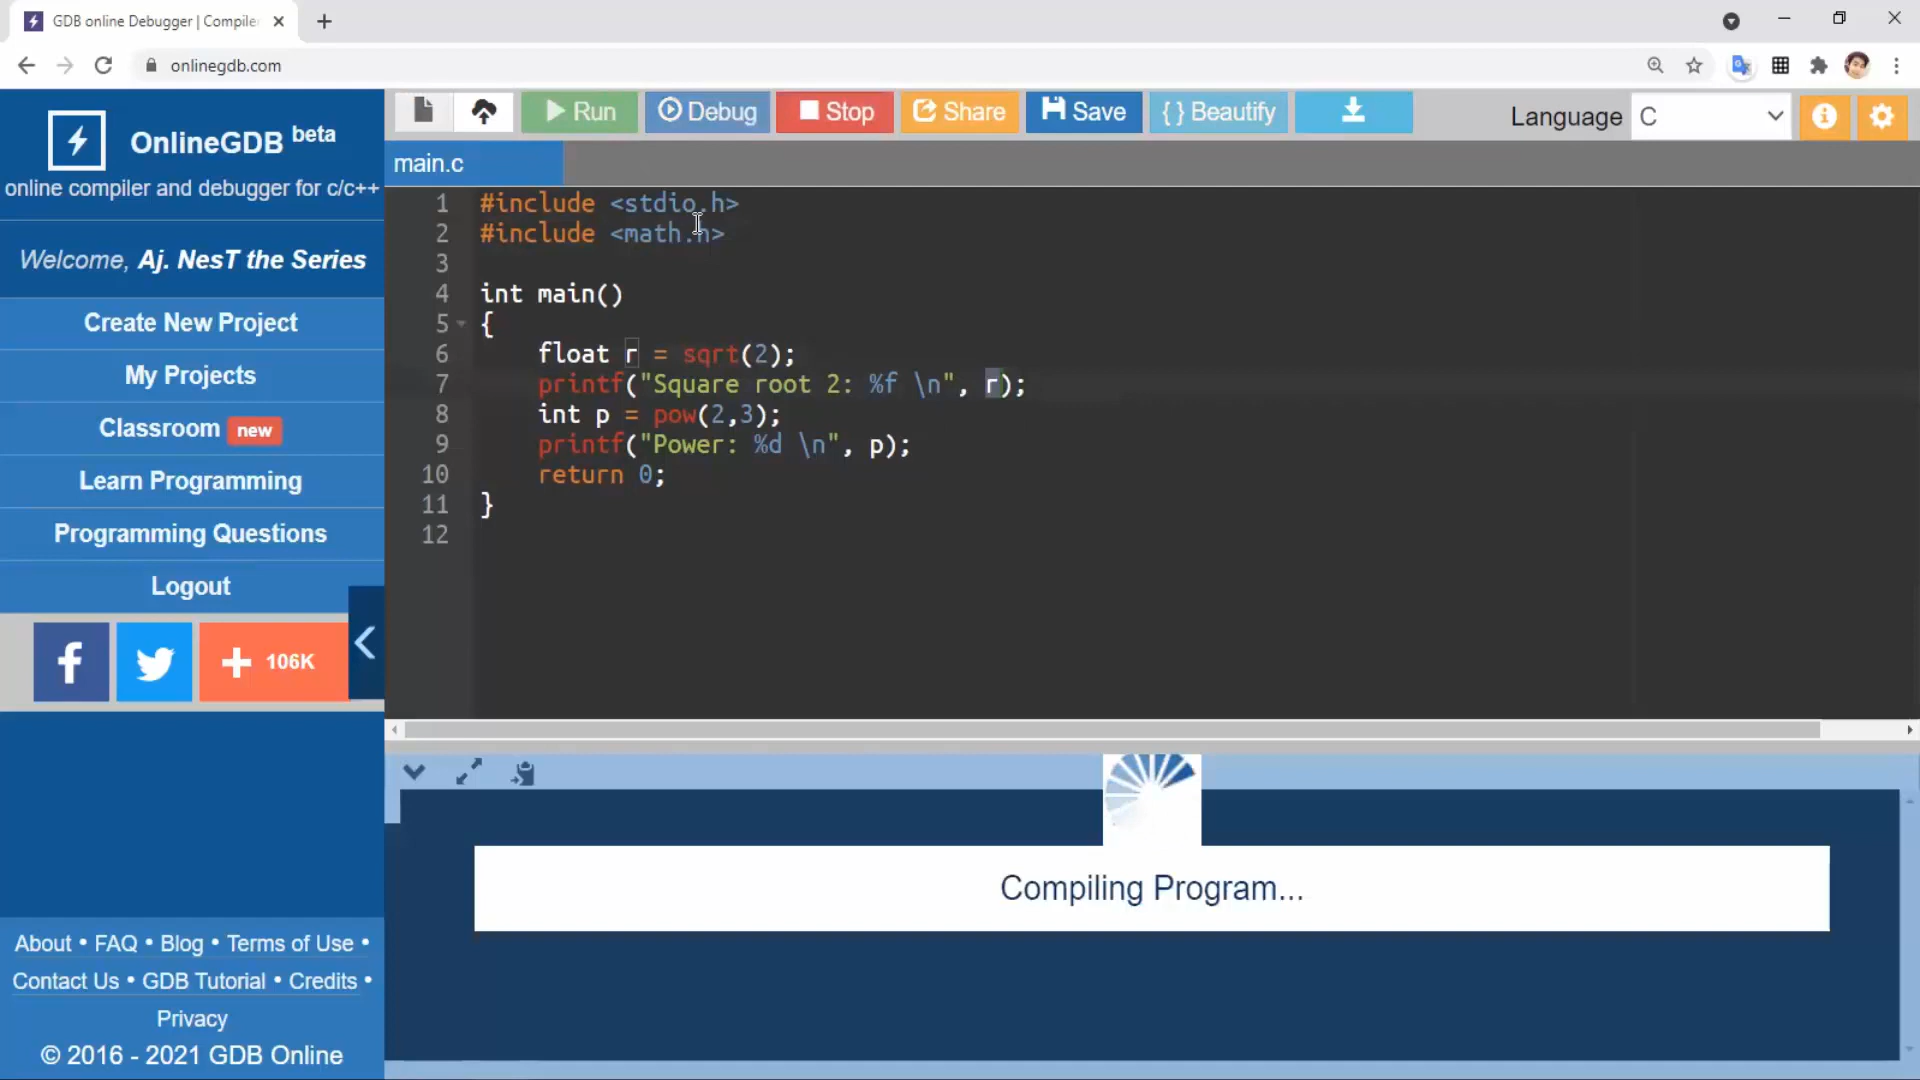 GDB online Debugger | Compiler
onlinegdb.com
OnlineGDB beta
online compiler and debugger for c/c++
Welcome, Aj. NesT the Series
Create New Project
My Projects
Classroom new
Learn Programming
Programming Questions
Logout
106K
About • FAQ • Blog • Terms of Use •
Contact Us • GDB Tutorial • Credits •
Privacy
© 2016 - 2021 GDB Online
Run Debug Stop Share Save { } Beautify Language C
main.c
1 #include <stdio.h>
2 #include <math.h>
3
4 int main()
5 {
6     float r = sqrt(2);
7     printf("Square root 2: %f \n", r);
8     int p = pow(2,3);
9     printf("Power: %d \n", p);
10     return 0;
11 }
12
Compiling Program...